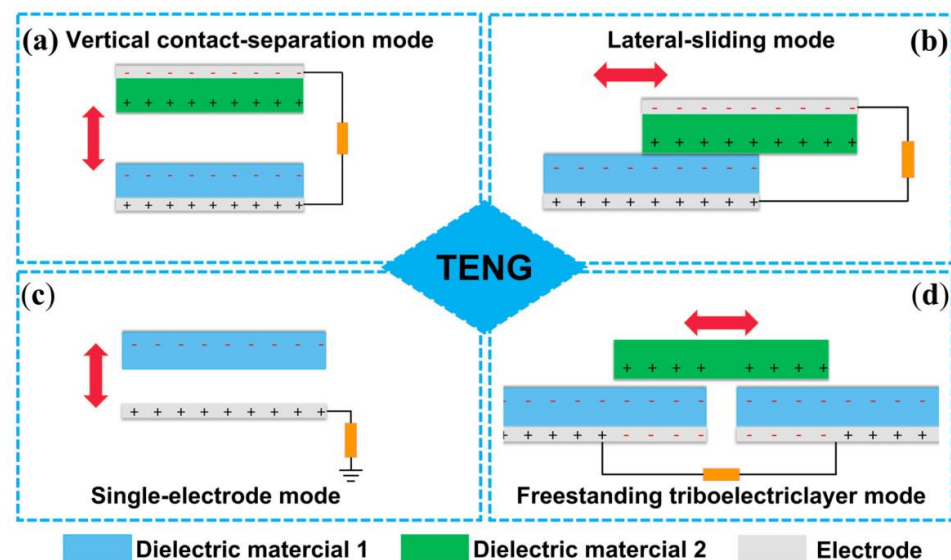 (a) Vertical contact-separation mode
Lateral-sliding mode (b)
TENG
(c)
(d)
Single-electrode mode
Freestanding triboelectriclayer mode
Dielectric matercial 1
Dielectric matercial 2
Electrode